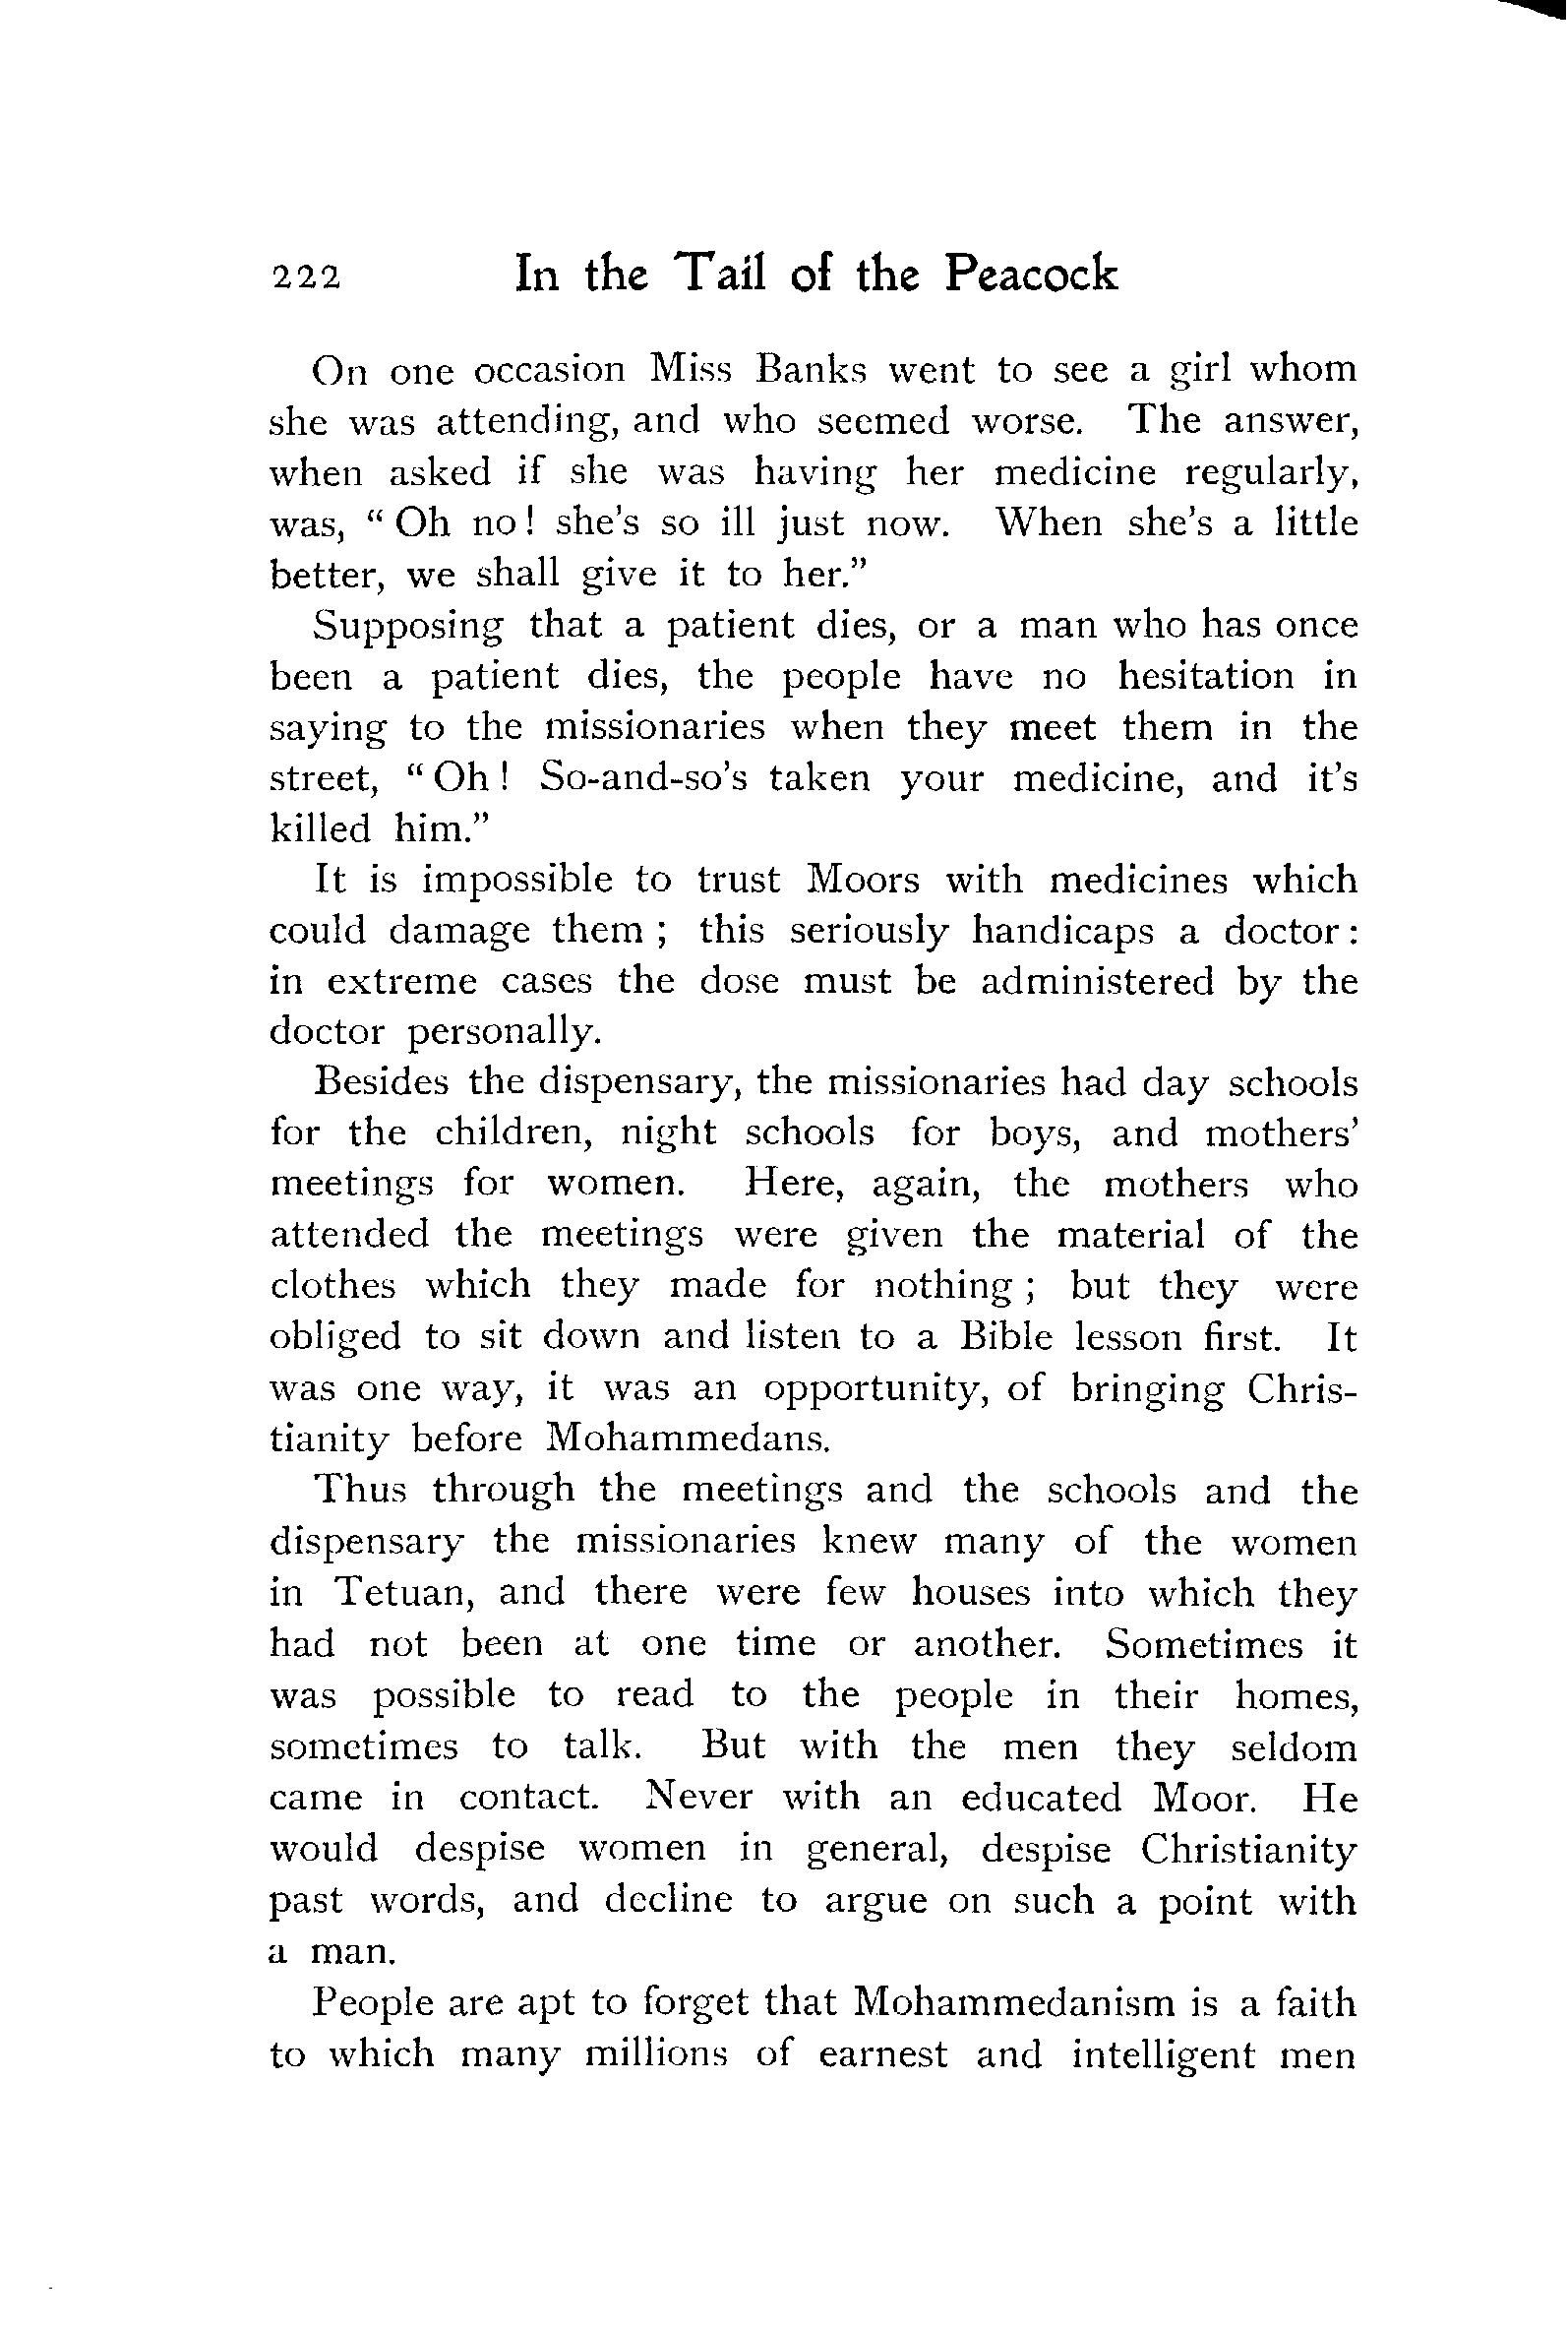 222 In the Tail of the Peacock
On one occasion Miss Banks went to see a girl whom
she was attending, and who seemed worse. The answer,
when asked if she was having her medicine regularly,
was, “ Oh no! she’s so ill just now. When she’s a little
better, we shall give it to her.”
Supposing that a patient dies, or a man who has once
been a patient dies, the people have no hesitation in
saying to the missionaries when they meet them in the
street, “ Oh! So-and-so’s taken your medicine, and it’s
killed him.”
It is impossible to trust Moors with medicines which
could damage them ; this seriously handicaps a doctor:
in extreme cases the dose must be administered by the
doctor personally.
Besides the dispensary, the missionaries had day schools
for the children, night schools for boys, and mothers’
meetings for women. Here, again, the mothers who
attended the meetings were given the material of the
clothes which they made for nothing ; but they were
obliged to sit down and listen to a Bible lesson first. It
was one way, it was an opportunity, of bringing Chris-
tianity before Mohammedans.
Thus through the meetings and the schools and the
dispensary the missionaries knew many of the women
in Tetuan, and there were few houses into which they
had not been at one time or another. Sometimes it
was possible to read to the people in their homes,
sometimes to talk. But with the men they seldom
came in contact. Never with an educated Moor. He
would despise women in general, despise Christianity
past words, and decline to argue on such a point with
a man.
People are apt to forget that Mohammedanism is a faith
to which many millions of earnest and intelligent men